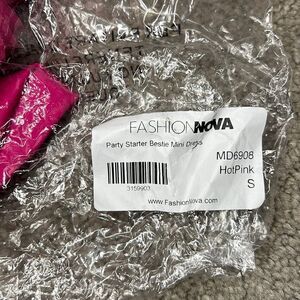 FASHIONNOVA
Party Starter Bestie Mini Dress
MD6908
HotPink
S
3159903
www.FashionNova.com